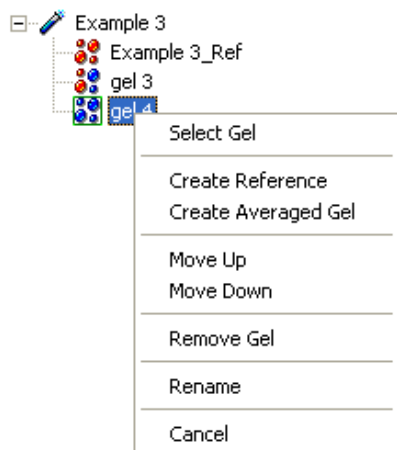 Example 3
Example 3_Ref
gel 3
gel 4
Select Gel
Create Reference
Create Averaged Gel
Move Up
Move Down
Remove Gel
Rename
Cancel